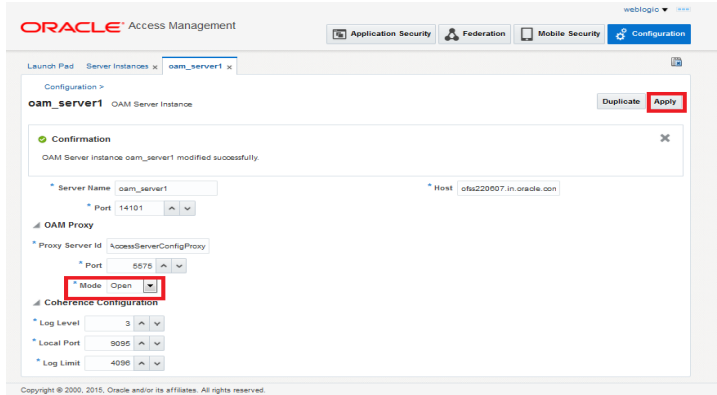 weblogic
ORACLE Access Management
Application Security Federation Mobile Security Configuration
Launch Pad Server Instances x oam_server1 x
Configuration >
oam_server1 OAM Server Instance Duplicate Apply
Confirmation
OAM Server instance oam_server1 modified successfully.
* Server Name oam_server1 * Host ofss220607.in.oracle.com
* Port 14101
OAM Proxy
* Proxy Server Id AccessServerConfigProxy
* Port 5575
* Mode Open
Coherence Configuration
* Log Level 3
* Local Port 9095
* Log Limit 4096
Copyright © 2000, 2015, Oracle and/or its affiliates. All rights reserved.